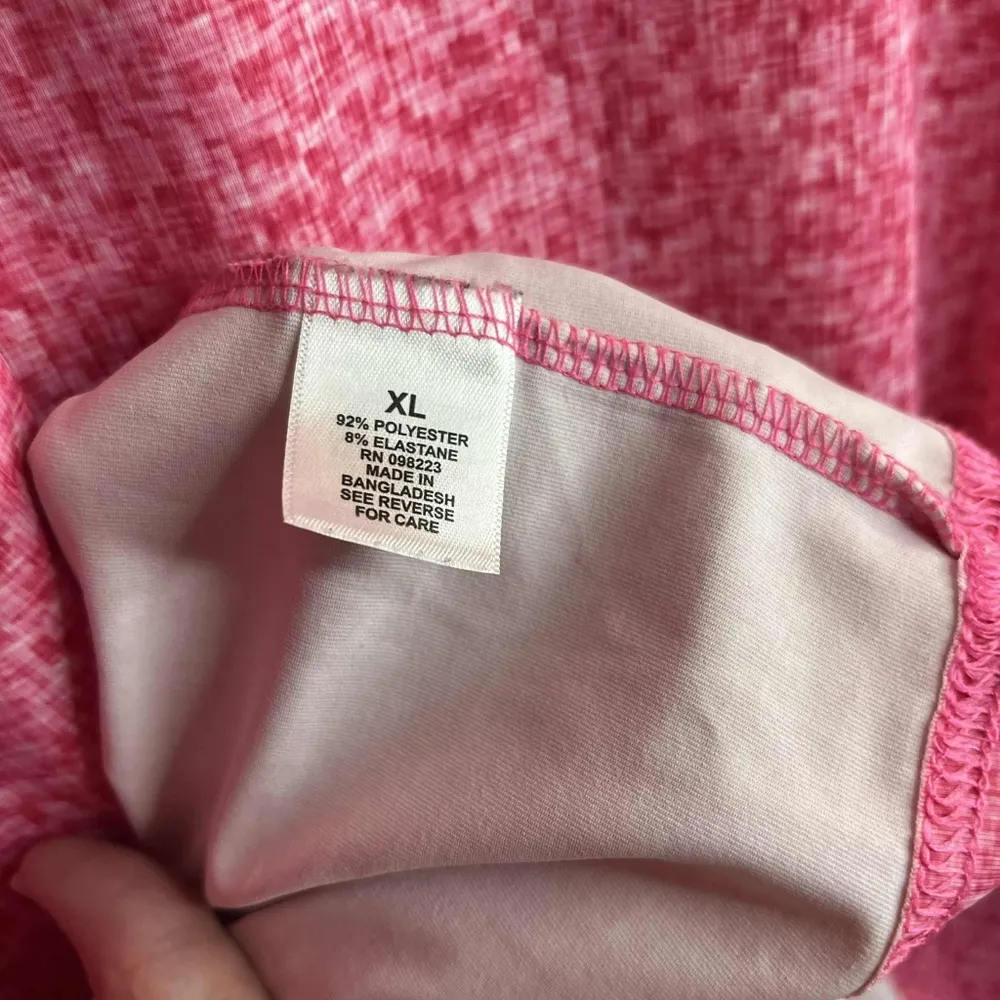 XL
92% POLYESTER
8% ELASTANE
RN 098223
MADE IN
BANGLADESH
SEE REVERSE
FOR CARE